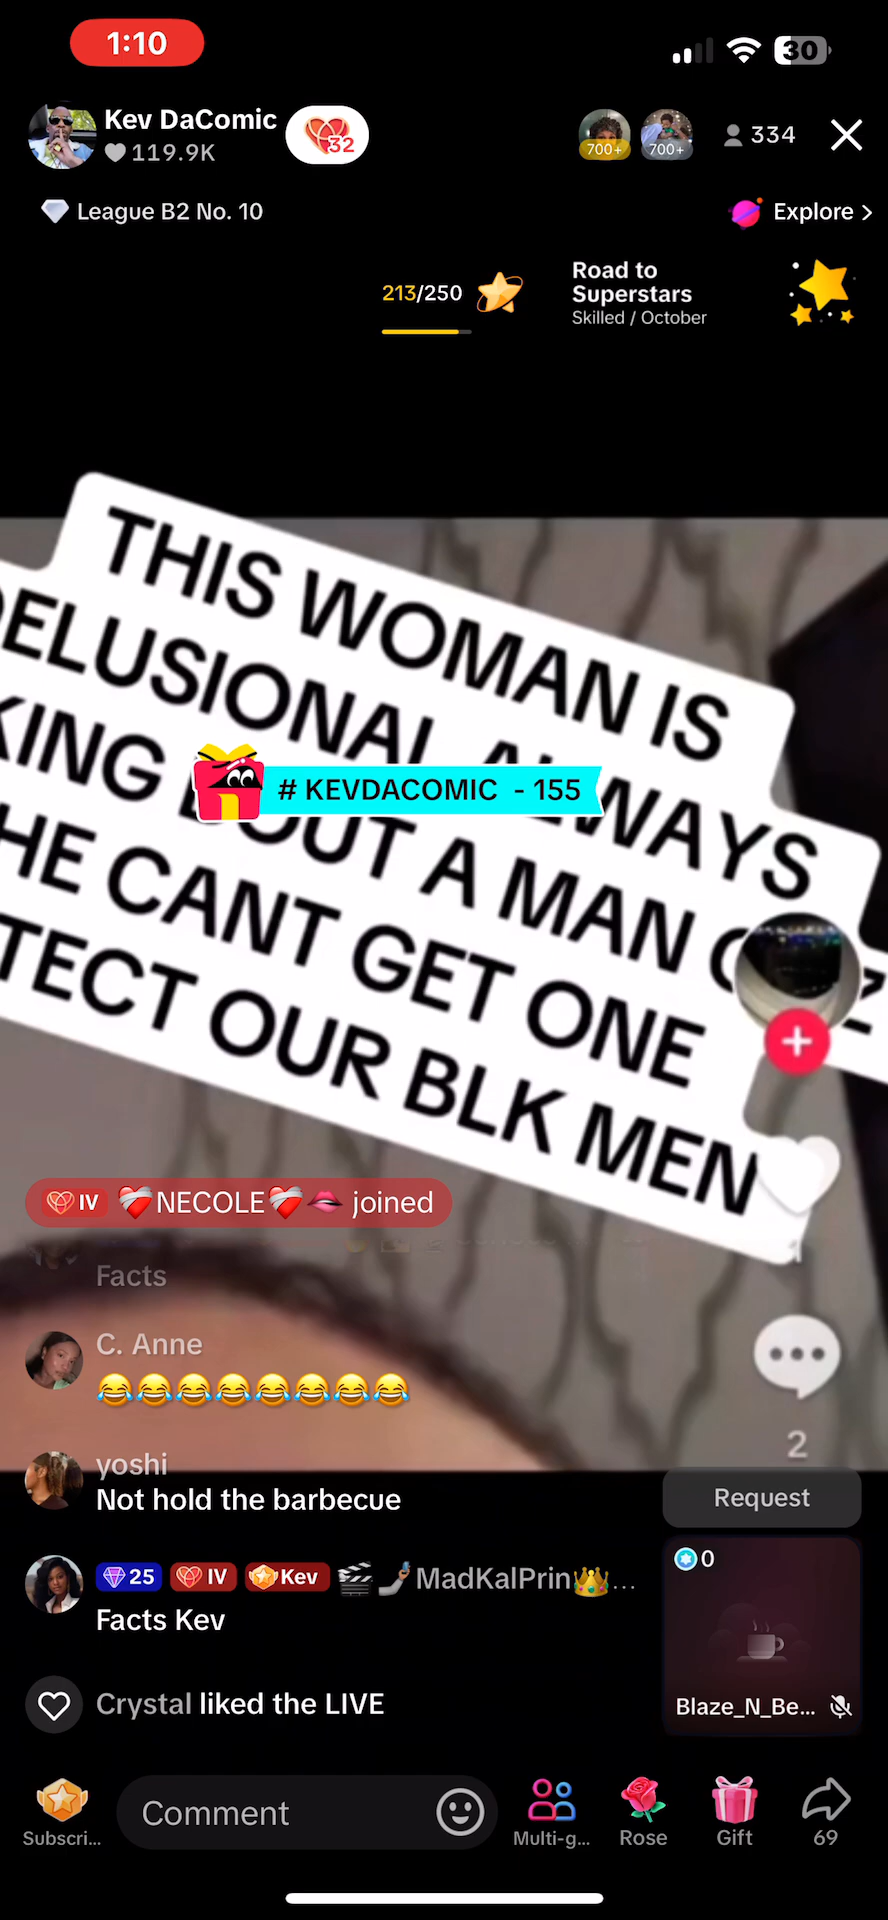 1:10
30
Kev DaComic
119.9K
32
700+
700+
334
League B2 No. 10
Explore >
213/250
Road to
Superstars
Skilled / October
THIS WOMAN IS
ELUSIONAL ALWAYS
KING BOUT A MAN
HE CANT GET ONE
TECT OUR BLK MEN
# KEVDACOMIC - 155
IV ❤️‍🩹NECOLE❤️‍🩹🫦 joined
Facts
C. Anne
😂😂😂😂😂😂😂😂
yoshi
Not hold the barbecue
2
Request
25 IV Kev 🎬🤳MadKalPrin👑...
Facts Kev
0
Blaze_N_Be...
Crystal liked the LIVE
Subscri...
Comment
Multi-g...
Rose
Gift
69